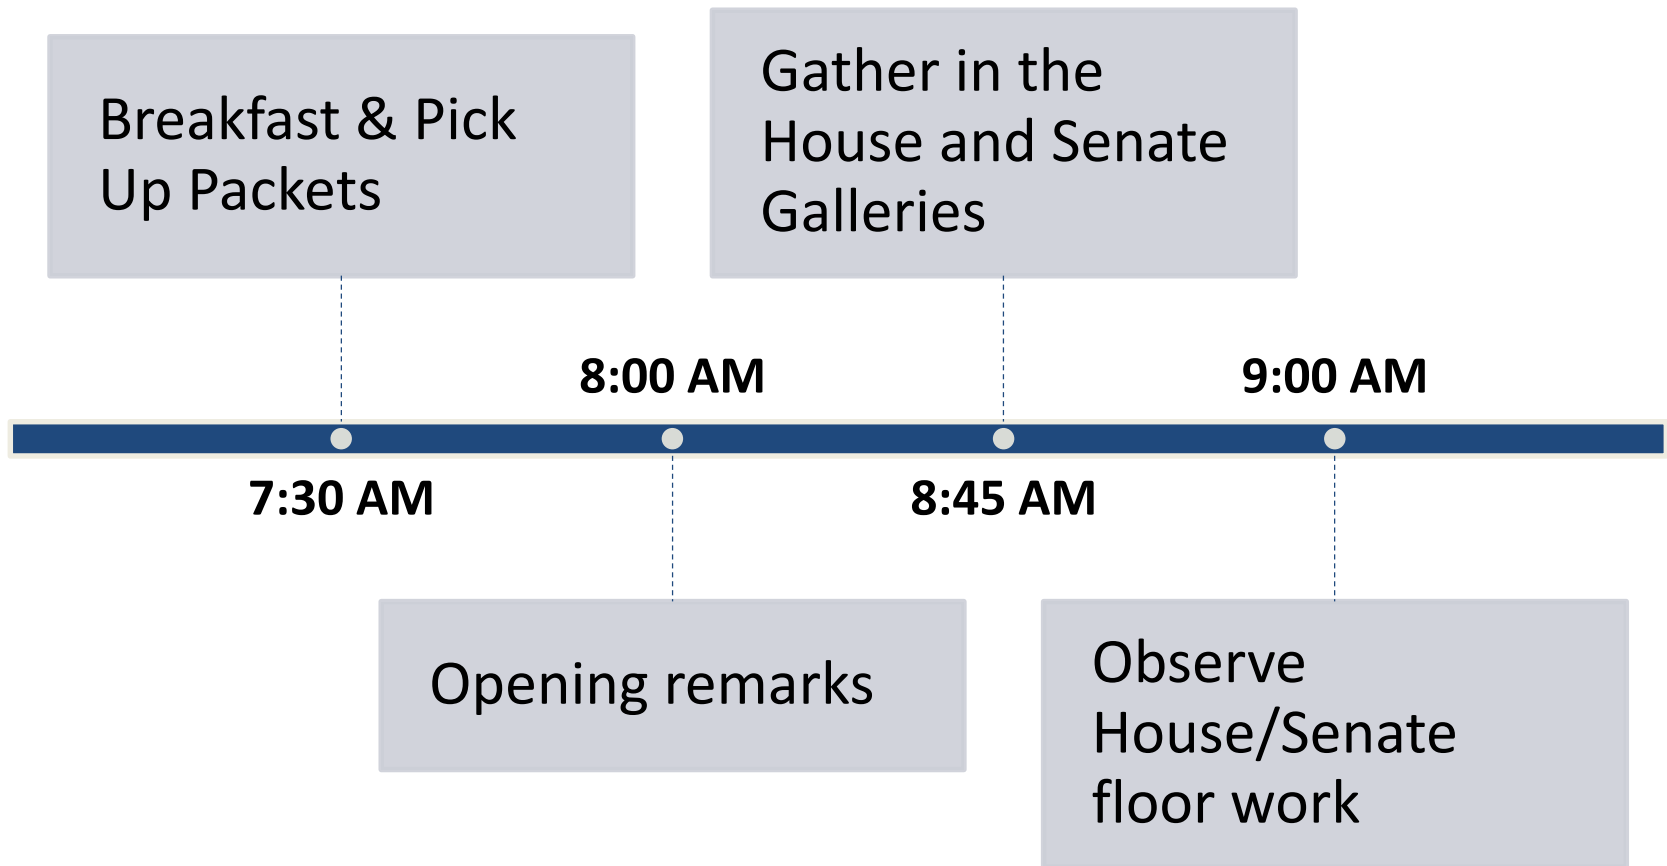 Breakfast & Pick
Up Packets
7:30 AM
8:00 AM
Opening remarks
Gather in the
House and Senate
Galleries
8:45 AM
9:00 AM
Observe
House/Senate
floor work